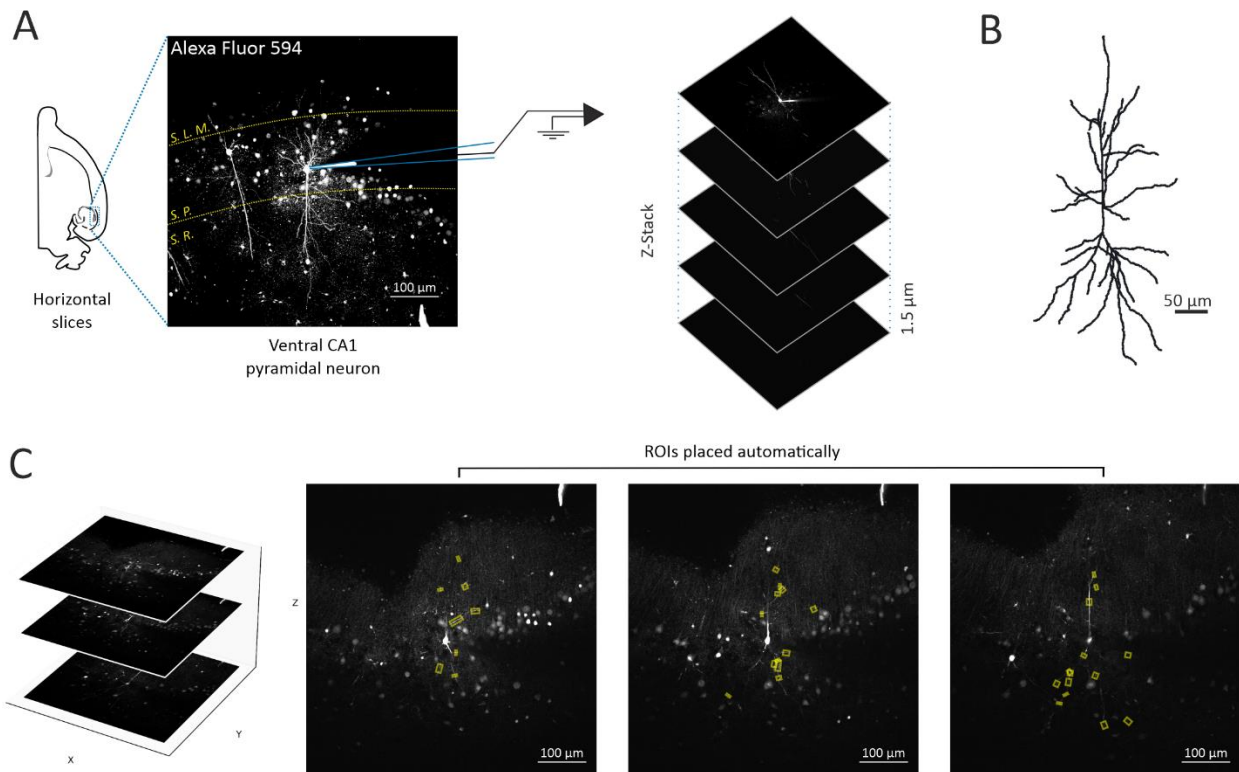 A
Alexa Fluor 594
S. L. M.
S. P.
S. R.
100 µm
Horizontal
slices
Ventral CA1
pyramidal neuron
Z-Stack
1.5 µm
B
50 µm
C
ROIs placed automatically
Z
Y
X
100 µm
100 µm
100 µm